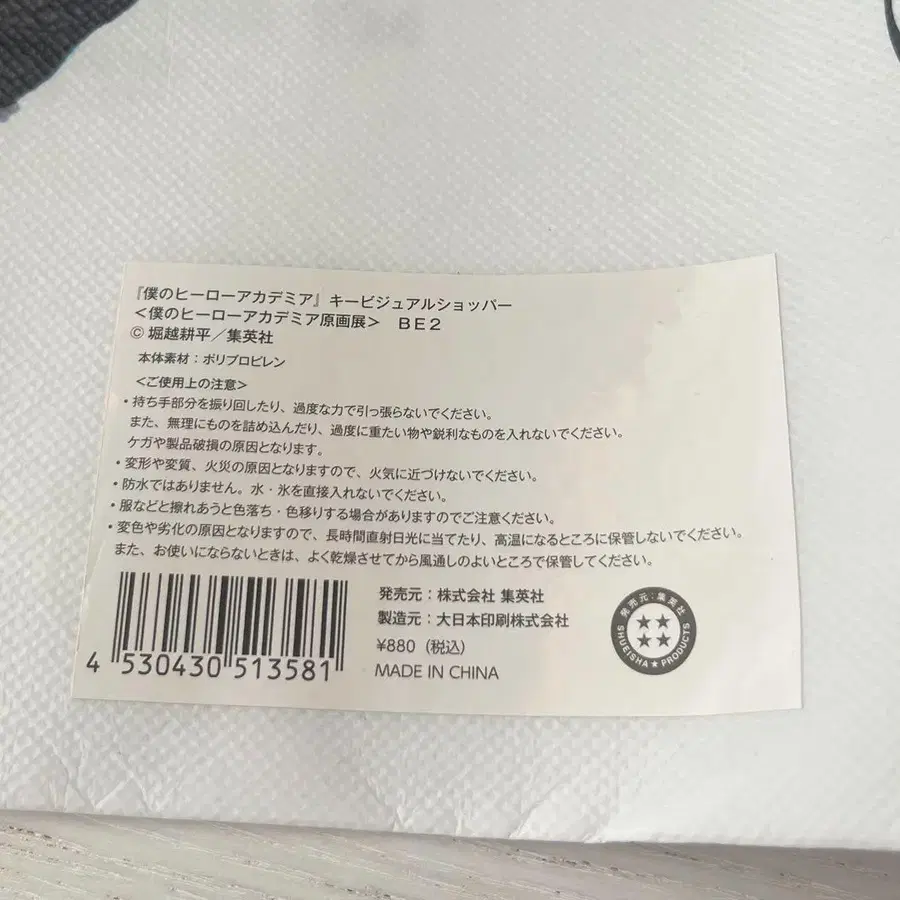 『僕のヒーローアカデミア』キービジュアルショッパー
＜僕のヒーローアカデミア原画展＞　BE2
©堀越耕平／集英社
本体素材：ポリプロピレン
＜ご使用上の注意＞
・持ち手部分を振り回したり、過度な力で引っ張らないでください。
また、無理にものを詰め込んだり、過度に重たい物や鋭利なものを入れないでください。
ケガや製品破損の原因となります。
・変形や変質、火災の原因となりますので、火気に近づけないでください。
・防水ではありません。水・氷を直接入れないでください。
・服などと擦れあうと色落ち・色移りする場合がありますのでご注意ください。
・変色や劣化の原因となりますので、長時間直射日光に当てたり、高温になるところに保管しないでください。
また、お使いにならないときは、よく乾燥させてから風通しのよいところで保管してください。
発売元：株式会社 集英社
製造元：大日本印刷株式会社
¥880（税込）
MADE IN CHINA
4 530430 513581
発売元：集英社
SHUEISHA★PRODUCTS